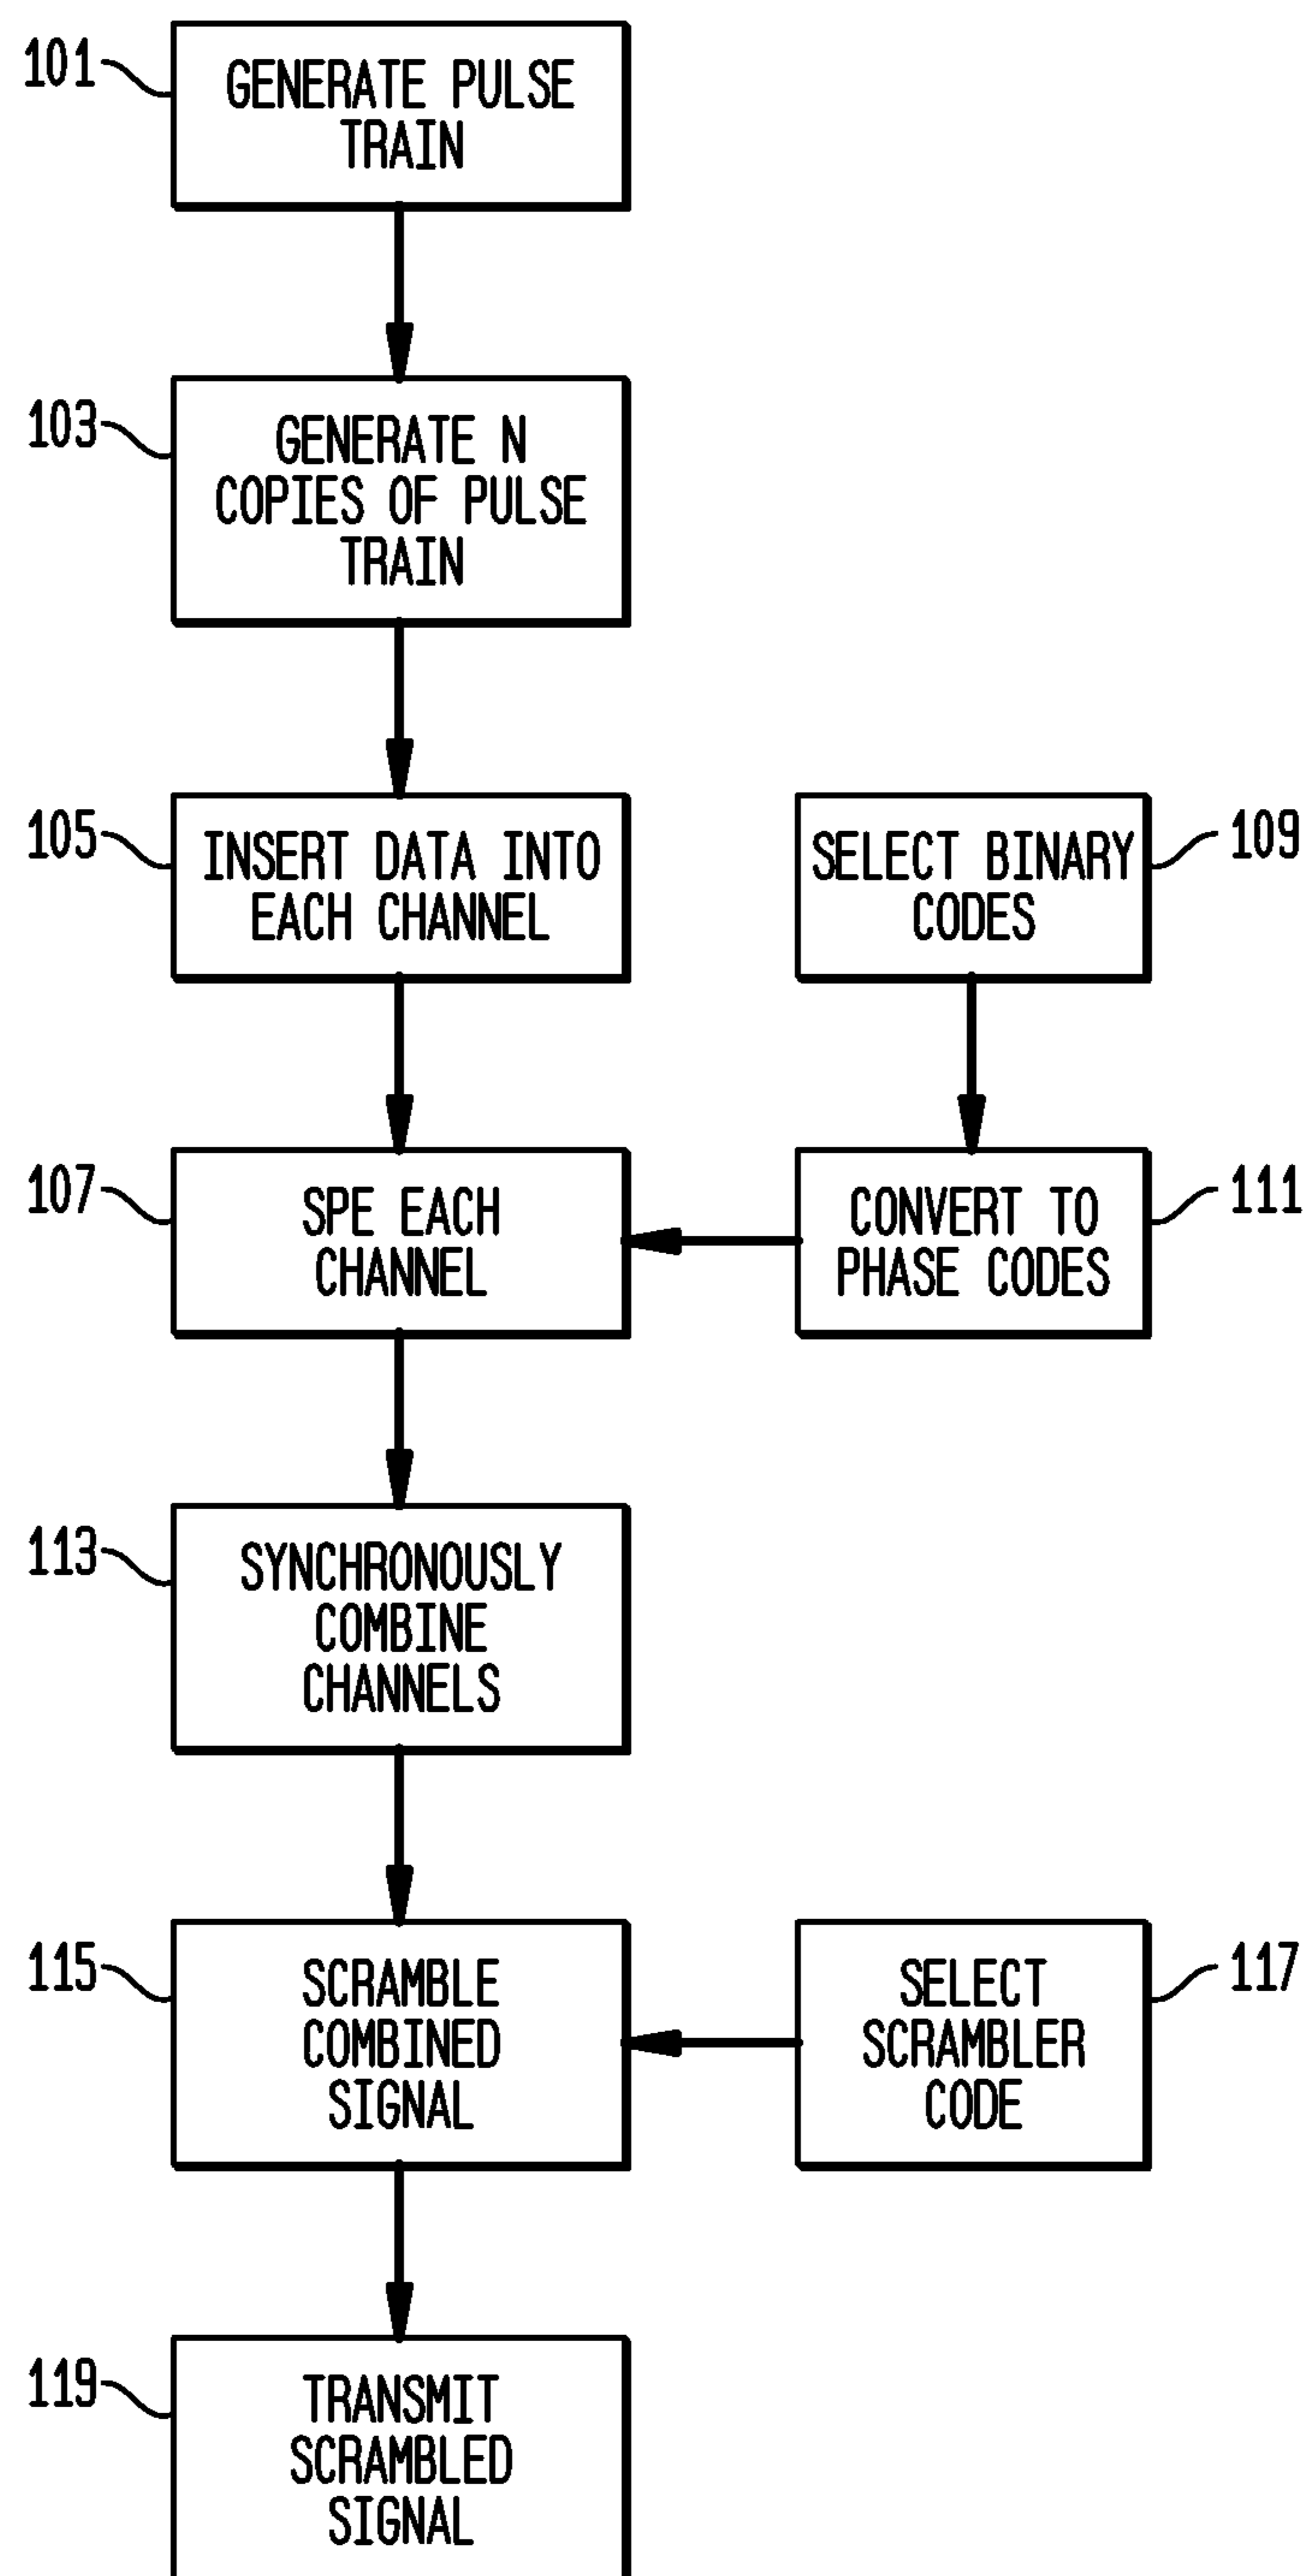 101
GENERATE PULSE
TRAIN
103
GENERATE N
COPIES OF PULSE
TRAIN
105
INSERT DATA INTO
EACH CHANNEL
SELECT BINARY
CODES
109
107
SPE EACH
CHANNEL
CONVERT TO
PHASE CODES
111
113
SYNCHRONOUSLY
COMBINE
CHANNELS
115
SCRAMBLE
COMBINED
SIGNAL
SELECT
SCRAMBLER
CODE
117
119
TRANSMIT
SCRAMBLED
SIGNAL